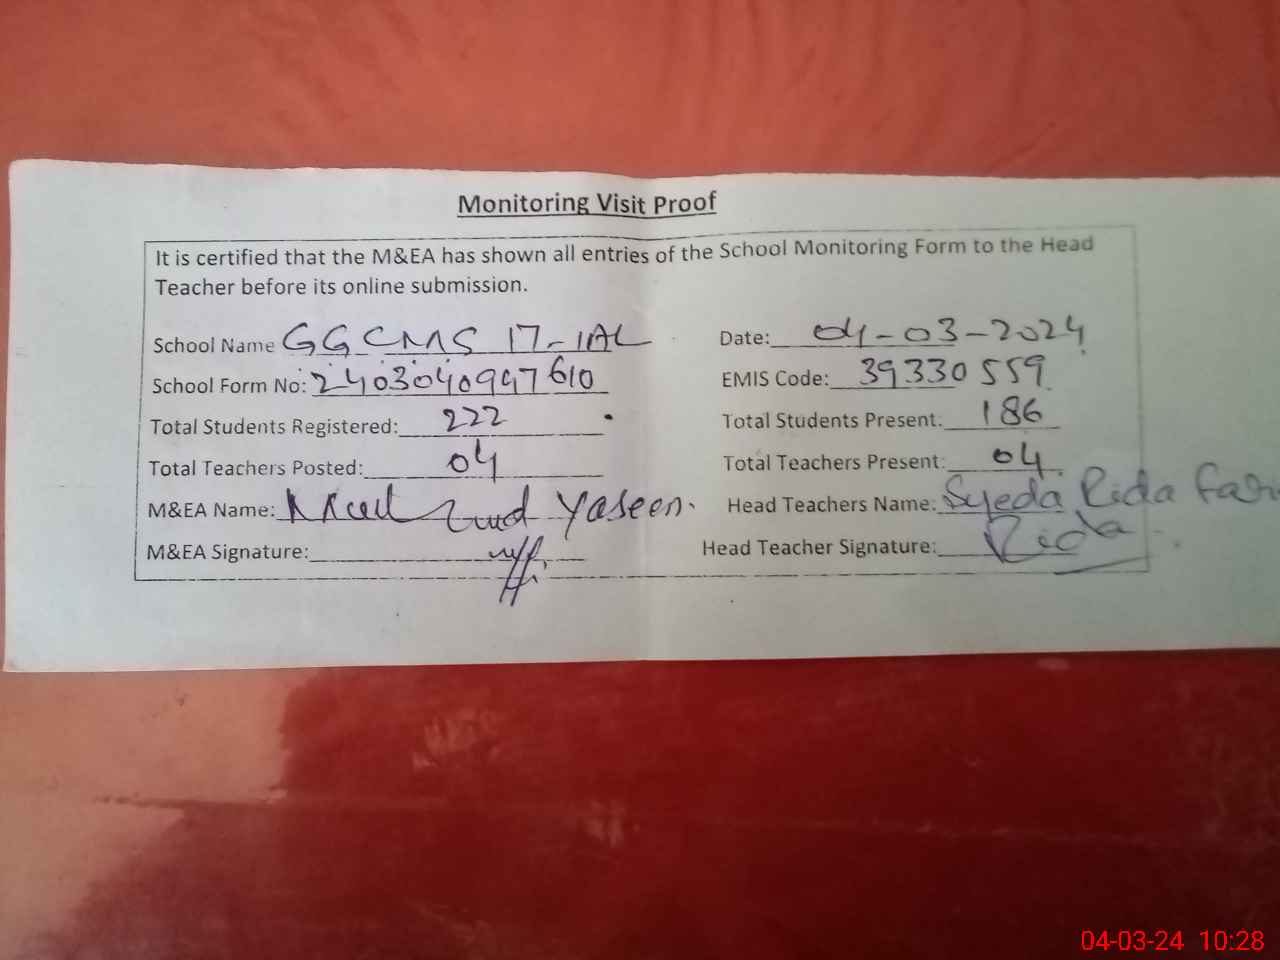 Monitoring Visit Proof
It is certified that the M&EA has shown all entries of the School Monitoring Form to the Head
Teacher before its online submission.
School Name GGCMS 17-1AL Date: 04-03-2024
School Form No: 2403040947610 EMIS Code: 39330559
Total Students Registered: 222 Total Students Present: 186
Total Teachers Posted: 04 Total Teachers Present: 04
M&EA Name: Yaseen. Head Teachers Name: Syeda Rida
M&EA Signature: Head Teacher Signature: Rida
04-03-24 10:28